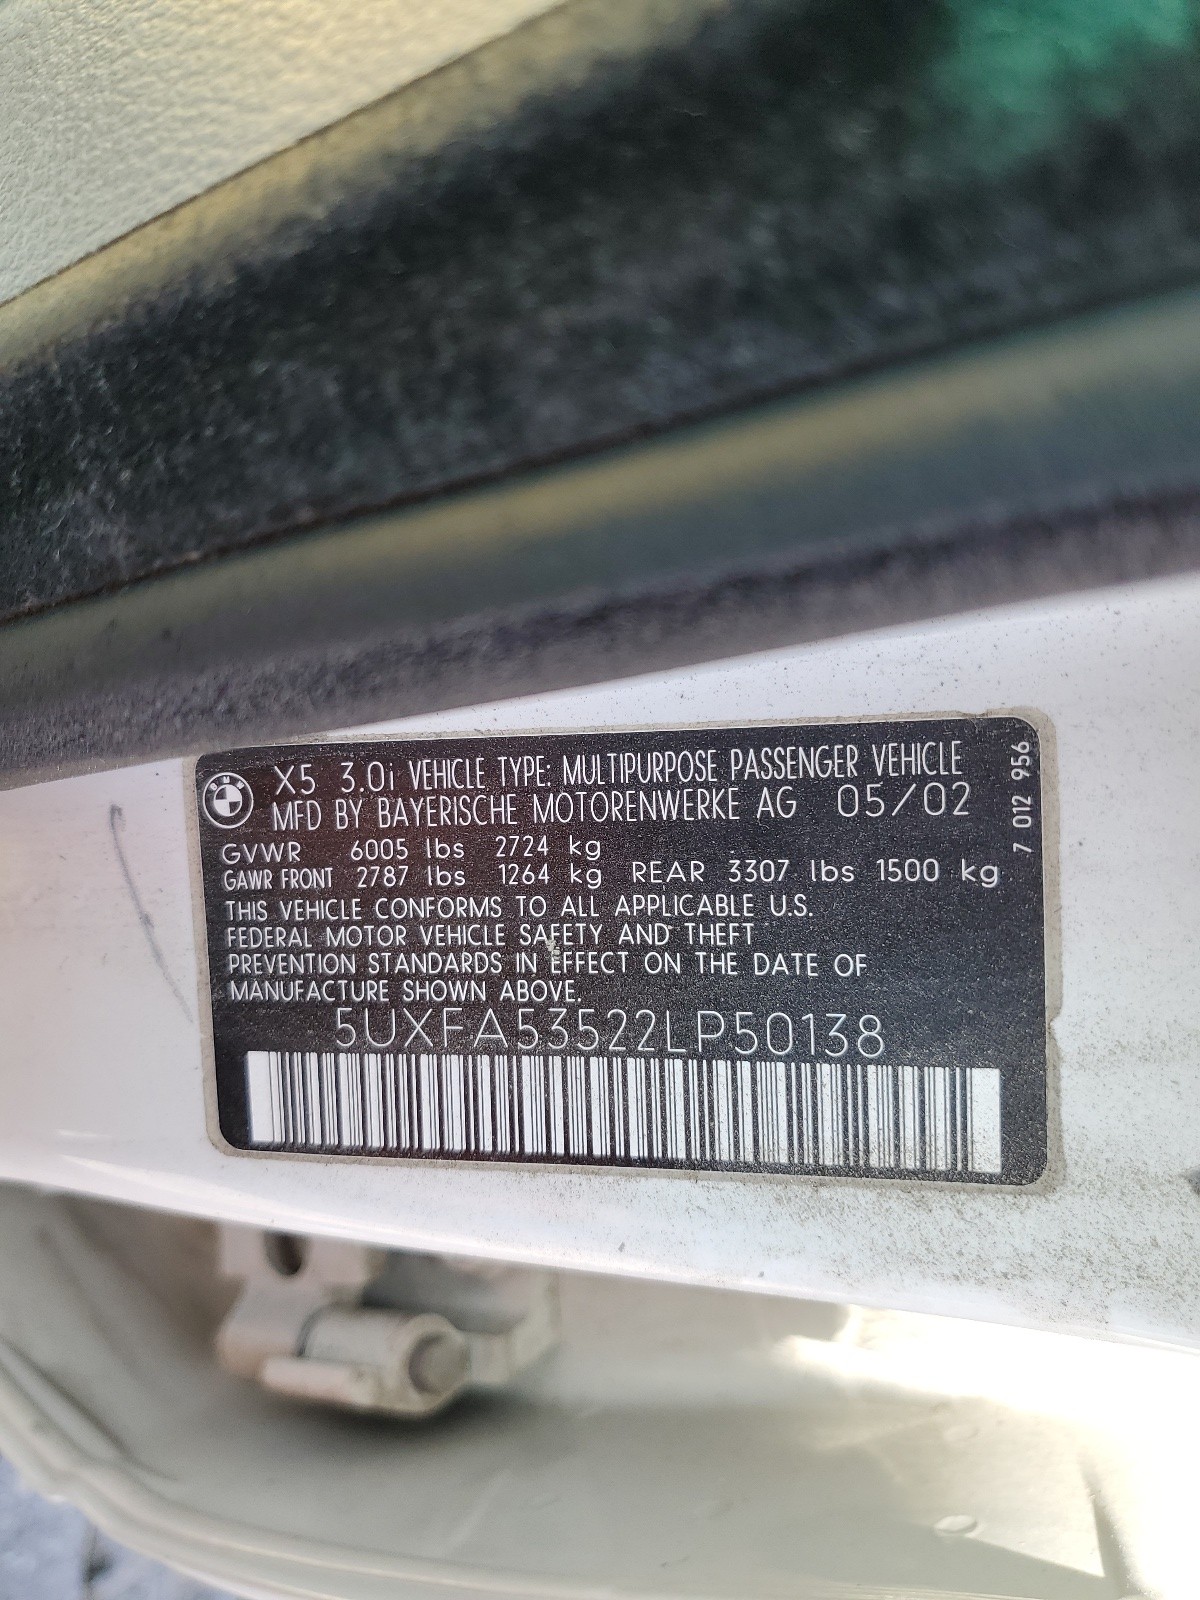 X5 3.0i VEHICLE TYPE: MULTIPURPOSE PASSENGER VEHICLE
MFD BY BAYERISCHE MOTORENWERKE AG 05/02
GVWR 6005 lbs 2724 kg
GAWR FRONT 2787 lbs 1264 kg REAR 3307 lbs 1500 kg
THIS VEHICLE CONFORMS TO ALL APPLICABLE U.S.
FEDERAL MOTOR VEHICLE SAFETY AND THEFT
PREVENTION STANDARDS IN EFFECT ON THE DATE OF
MANUFACTURE SHOWN ABOVE.
5UXFA53522LP50138
7 012 956